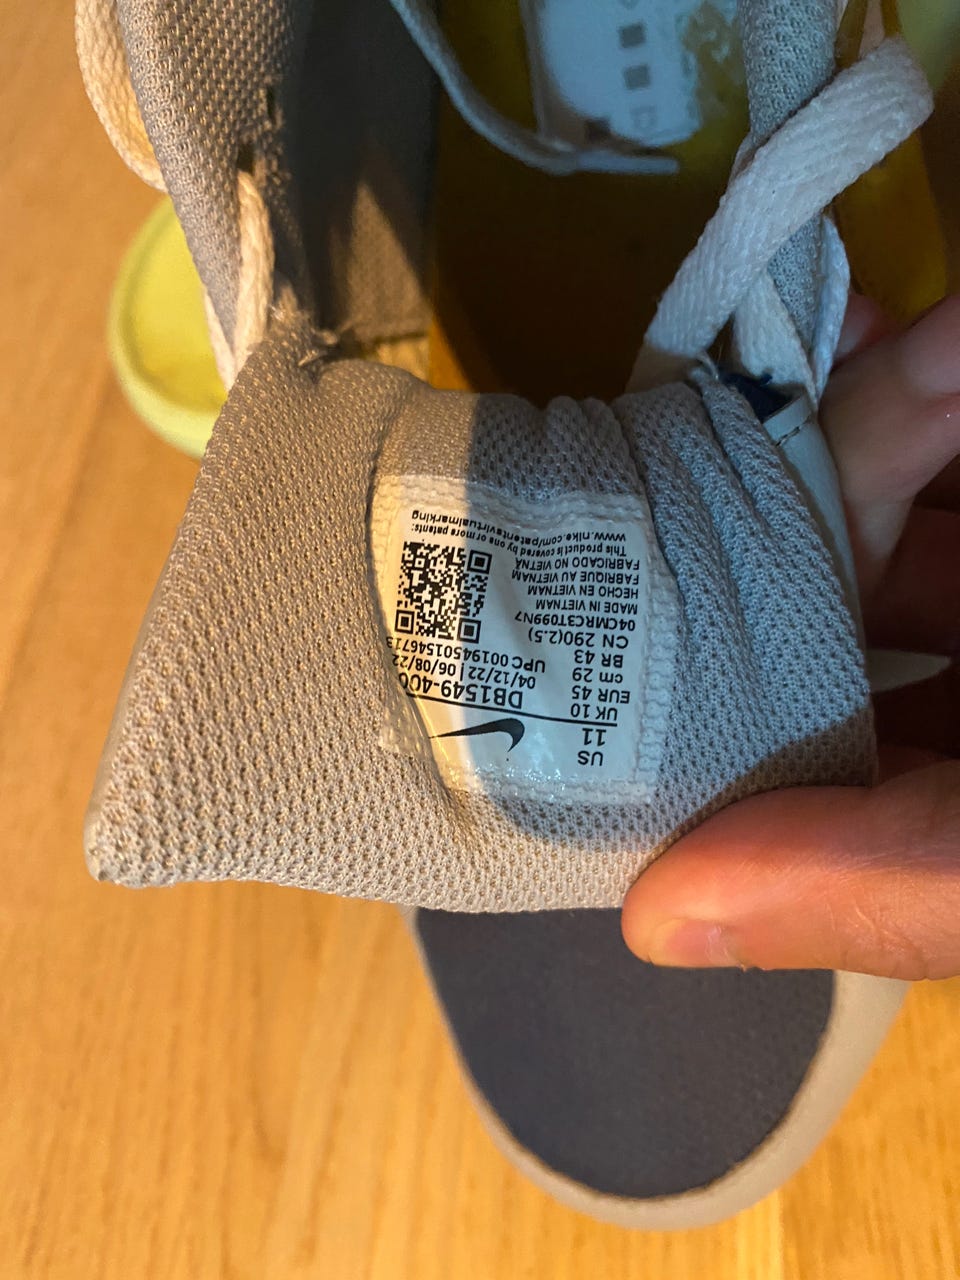 US
11
UK 10
EUR 45
cm 29
BR 43
CN 290(2.5)
DB1549-400
04/12/22 | 06/08/22
UPC 00194501546713
04CMRC3T099N7
MADE IN VIETNAM
HECHO EN VIETNAM
FABRIQUE AU VIETNAM
FABRICADO NO VIETNÃ
This product is covered by one or more patents:
www.nike.com/patentsvirtualmarking